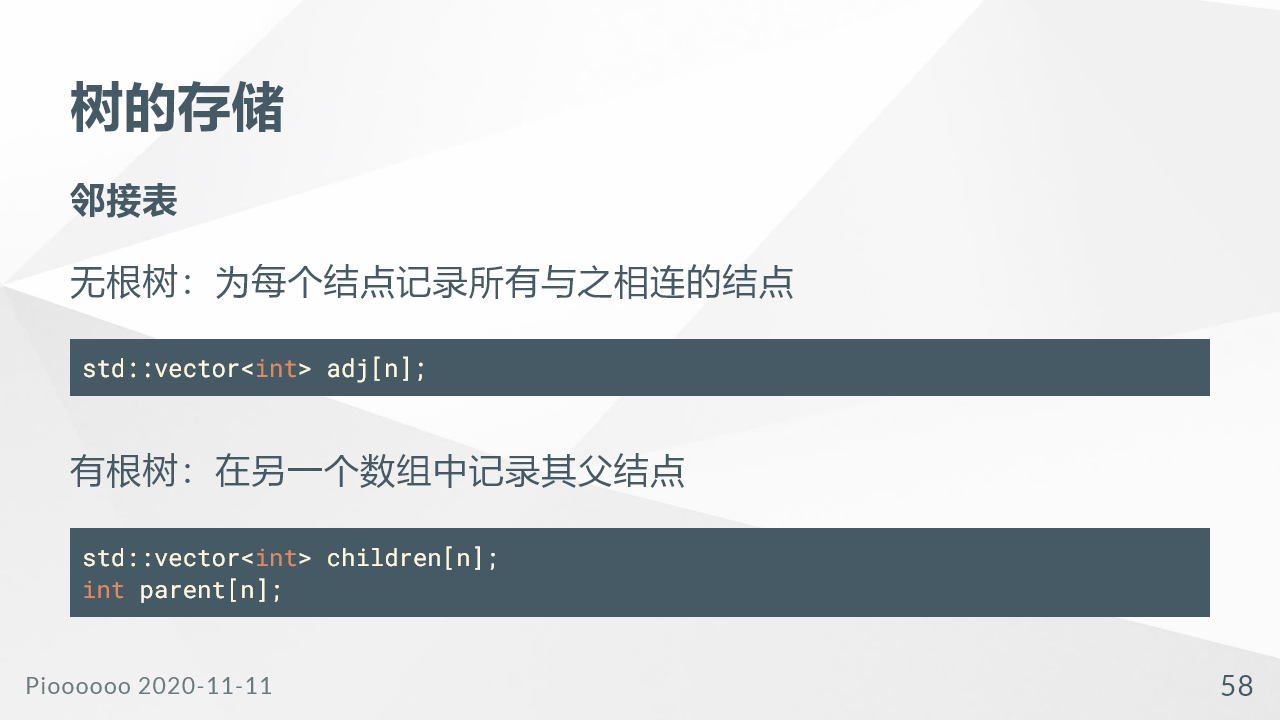 树的存储
邻接表
无根树：为每个结点记录所有与之相连的结点
std::vector<int> adj[n];
有根树：在另一个数组中记录其父结点
std::vector<int> children[n];
int parent[n];
Pioooooo 2020-11-11
58